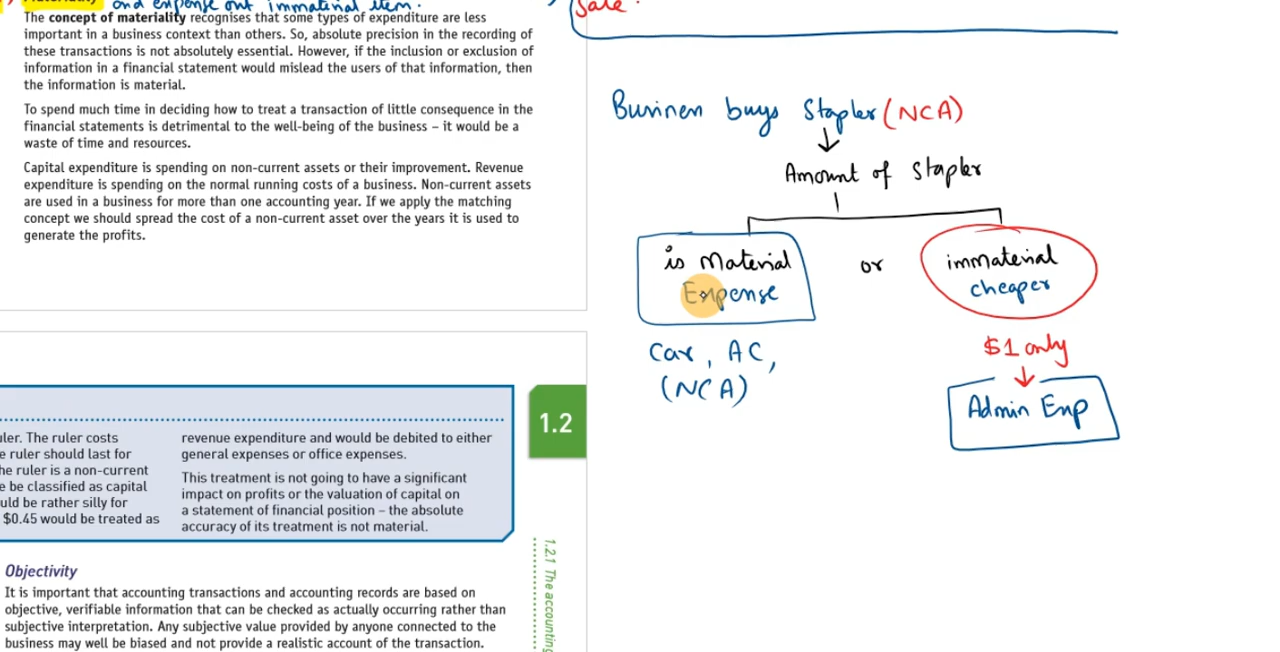 and expense out immaterial item.
The concept of materiality recognises that some types of expenditure are less
important in a business context than others. So, absolute precision in the recording of
these transactions is not absolutely essential. However, if the inclusion or exclusion of
information in a financial statement would mislead the users of that information, then
the information is material.
To spend much time in deciding how to treat a transaction of little consequence in the
financial statements is detrimental to the well-being of the business – it would be a
waste of time and resources.
Capital expenditure is spending on non-current assets or their improvement. Revenue
expenditure is spending on the normal running costs of a business. Non-current assets
are used in a business for more than one accounting year. If we apply the matching
concept we should spread the cost of a non-current asset over the years it is used to
generate the profits.
uler. The ruler costs
e ruler should last for
he ruler is a non-current
e be classified as capital
uld be rather silly for
$0.45 would be treated as
revenue expenditure and would be debited to either
general expenses or office expenses.
This treatment is not going to have a significant
impact on profits or the valuation of capital on
a statement of financial position – the absolute
accuracy of its treatment is not material.
1.2
1.2.1 The accounting
Objectivity
It is important that accounting transactions and accounting records are based on
objective, verifiable information that can be checked as actually occurring rather than
subjective interpretation. Any subjective value provided by anyone connected to the
business may well be biased and not provide a realistic account of the transaction.
Sale.
Business buys Stapler (NCA)
Amount of Stapler
is Material
Expense
or
immaterial
cheaper
Car, AC,
(NCA)
$1 only
Admin Exp